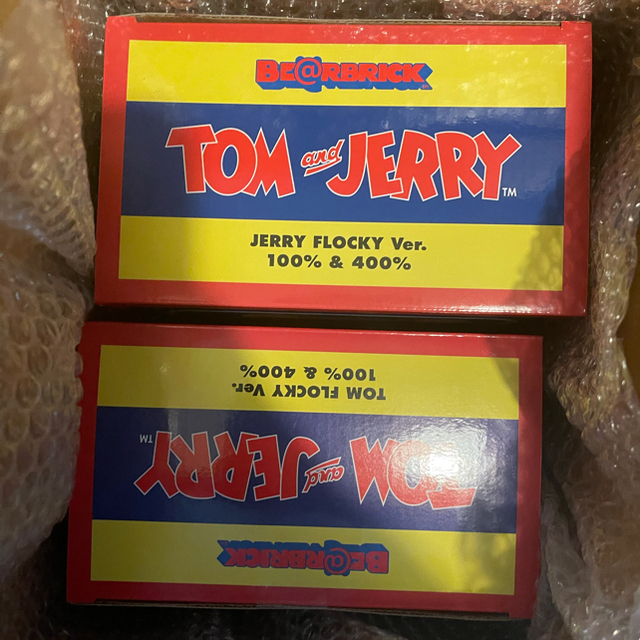 BE@RBRICK
TOM and JERRY™
JERRY FLOCKY Ver.
100% & 400%
TOM FLOCKY Ver.
100% & 400%
TOM and JERRY™
BE@RBRICK